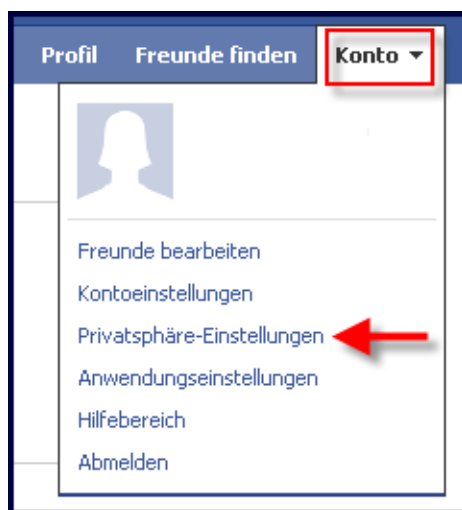 Profil Freunde finden Konto
Freunde bearbeiten
Kontoeinstellungen
Privatsphäre-Einstellungen
Anwendungseinstellungen
Hilfebereich
Abmelden